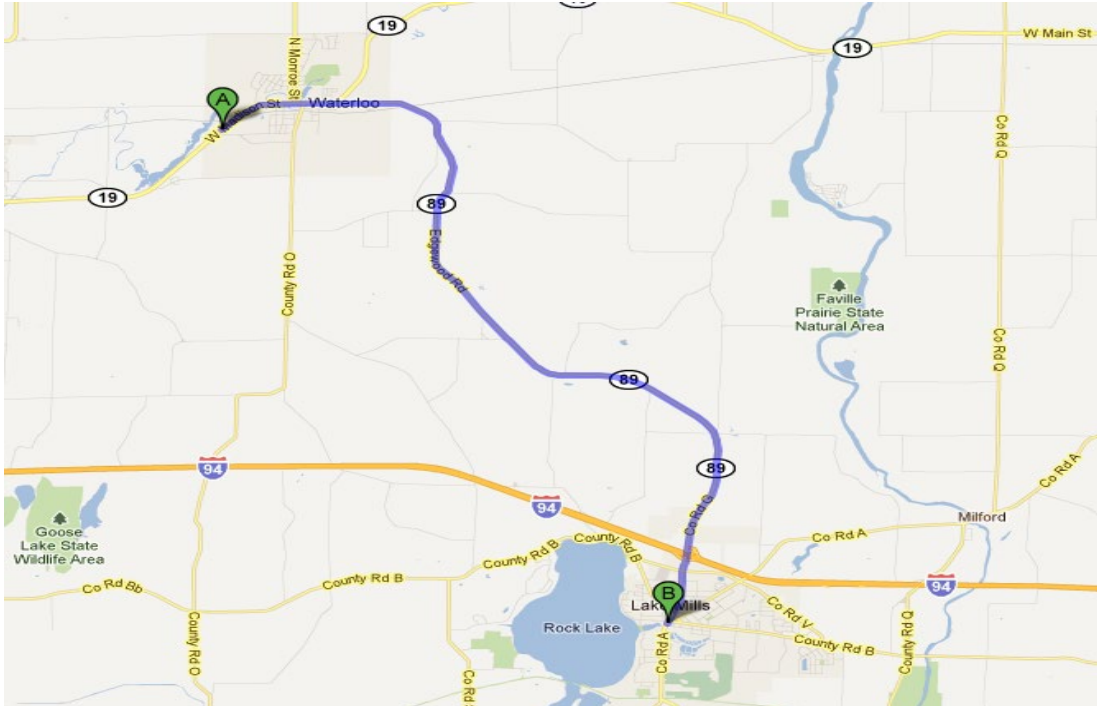 19
19
19
W Main St
N Monroe St
A
W Madison St
Waterloo
19
89
Edgewood Rd
County Rd O
Co Rd Q
Co Rd Q
Faville
Prairie State
Natural Area
89
89
Co Rd G
94
94
94
Goose
Lake State
Wildlife Area
Co Rd A
Milford
Co Rd A
County Rd B
County Rd B
Co Rd B
County Rd B
Co Rd Bb
County Rd O
B
Lake Mills
Rock Lake
Co Rd A
Co Rd V
County Rd B
County Rd Q